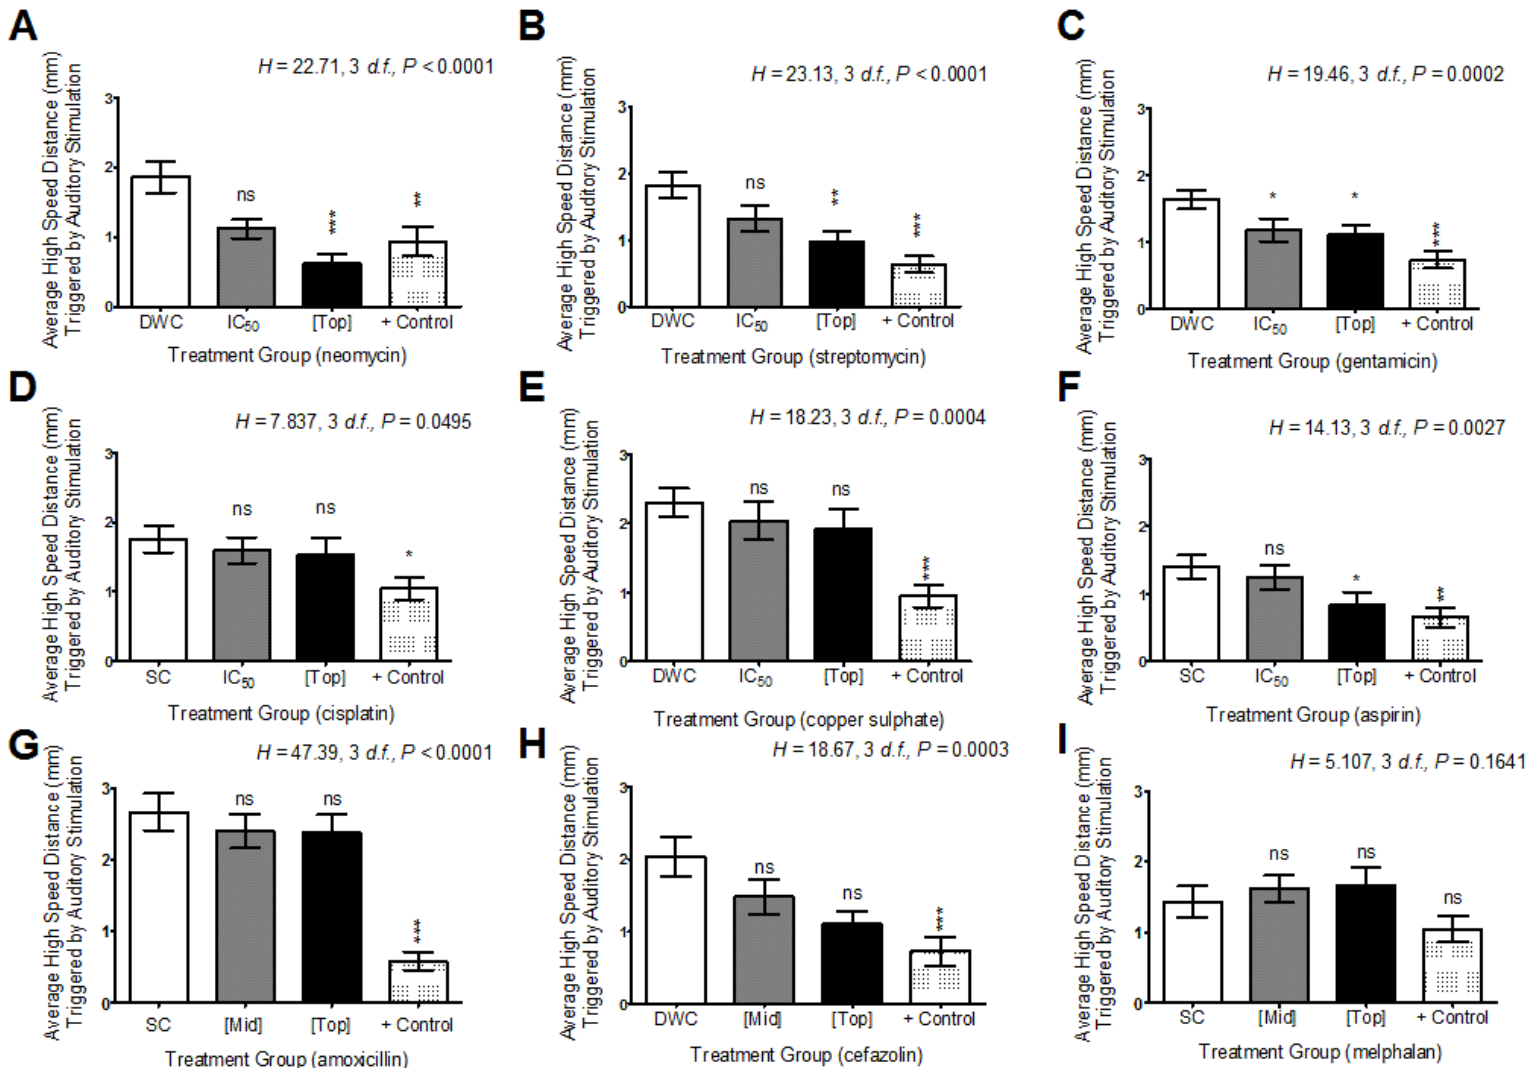 A
H = 22.71, 3 d.f., P < 0.0001
Average High Speed Distance (mm)
Triggered by Auditory Stimulation
3
2
1
0
ns
***
**
DWC IC50 [Top] + Control
Treatment Group (neomycin)
B
H = 23.13, 3 d.f., P < 0.0001
Average High Speed Distance (mm)
Triggered by Auditory Stimulation
3
2
1
0
ns
**
***
DWC IC50 [Top] + Control
Treatment Group (streptomycin)
C
H = 19.46, 3 d.f., P = 0.0002
Average High Speed Distance (mm)
Triggered by Auditory Stimulation
3
2
1
0
*
*
***
DWC IC50 [Top] + Control
Treatment Group (gentamicin)
D
H = 7.837, 3 d.f., P = 0.0495
Average High Speed Distance (mm)
Triggered by Auditory Stimulation
3
2
1
0
ns
ns
*
SC IC50 [Top] + Control
Treatment Group (cisplatin)
E
H = 18.23, 3 d.f., P = 0.0004
Average High Speed Distance (mm)
Triggered by Auditory Stimulation
3
2
1
0
ns
ns
***
DWC IC50 [Top] + Control
Treatment Group (copper sulphate)
F
H = 14.13, 3 d.f., P = 0.0027
Average High Speed Distance (mm)
Triggered by Auditory Stimulation
3
2
1
0
ns
*
**
SC IC50 [Top] + Control
Treatment Group (aspirin)
G
H = 47.39, 3 d.f., P < 0.0001
Average High Speed Distance (mm)
Triggered by Auditory Stimulation
3
2
1
0
ns
ns
***
SC [Mid] [Top] + Control
Treatment Group (amoxicillin)
H
H = 18.67, 3 d.f., P = 0.0003
Average High Speed Distance (mm)
Triggered by Auditory Stimulation
3
2
1
0
ns
ns
***
DWC [Mid] [Top] + Control
Treatment Group (cefazolin)
I
H = 5.107, 3 d.f., P = 0.1641
Average High Speed Distance (mm)
Triggered by Auditory Stimulation
3
2
1
0
ns
ns
ns
SC [Mid] [Top] + Control
Treatment Group (melphalan)